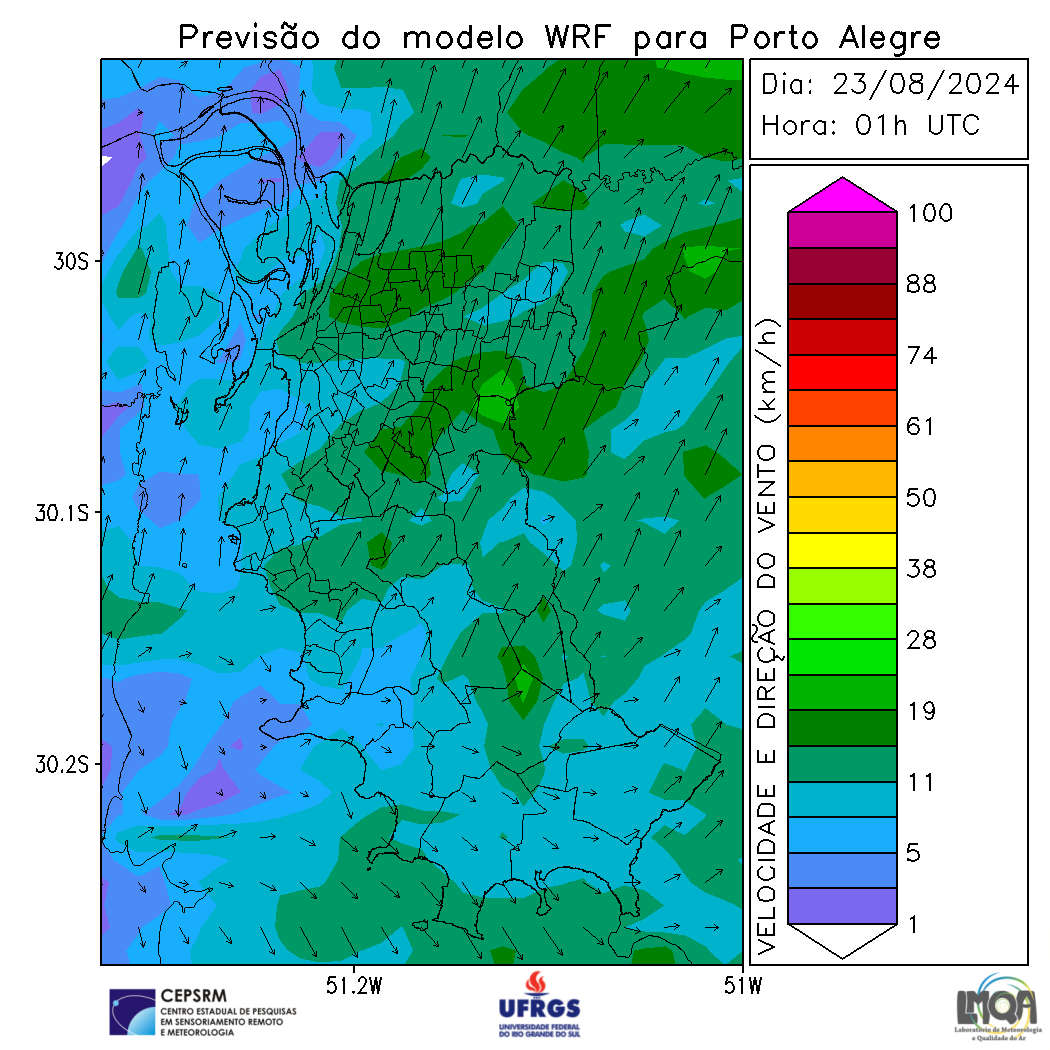 Previsão do modelo WRF para Porto Alegre
Dia: 23/08/2024
Hora: 01h UTC
30S
30.1S
30.2S
51.2W
51W
VELOCIDADE E DIREÇÃO DO VENTO (km/h)
100
88
74
61
50
38
28
19
11
5
1
CEPSRM
CENTRO ESTADUAL DE PESQUISAS
EM SENSORIAMENTO REMOTO
E METEOROLOGIA
UFRGS
UNIVERSIDADE FEDERAL
DO RIO GRANDE DO SUL
LMQA
Laboratório de Meteorologia
e Qualidade do Ar